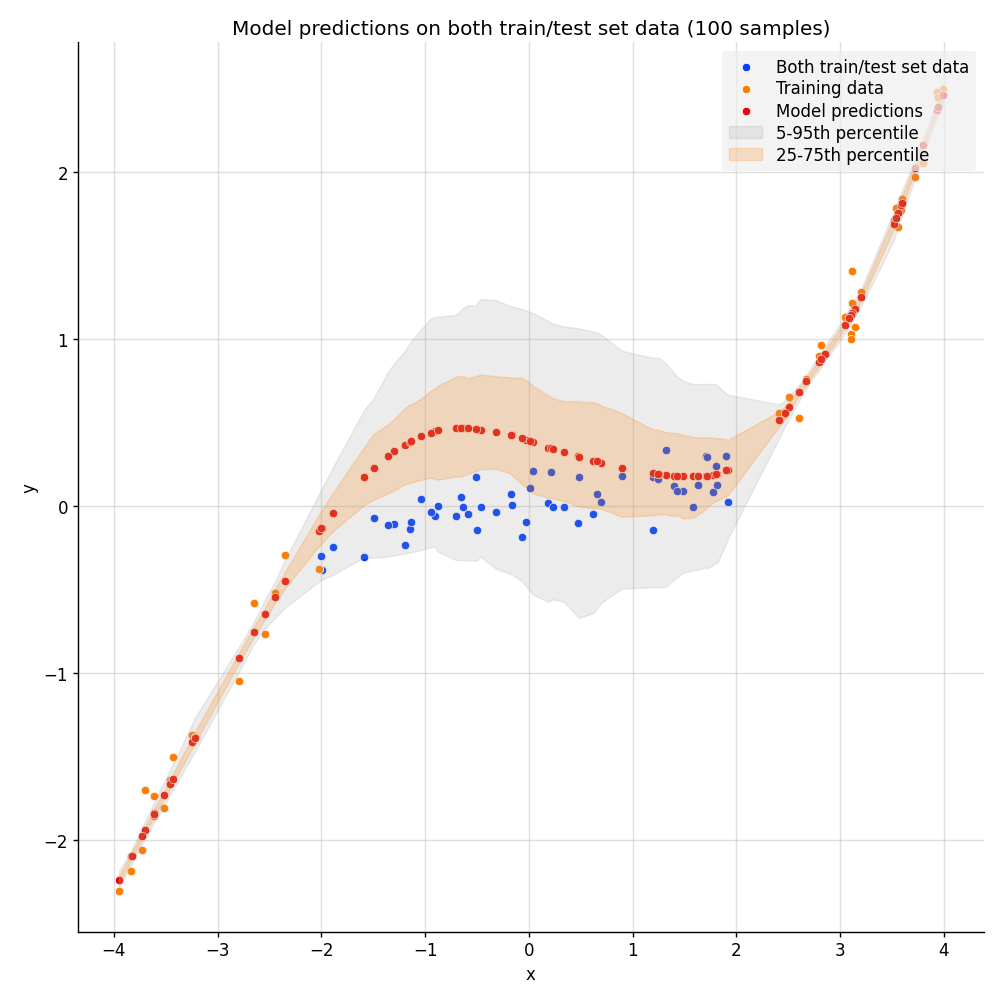 Model predictions on both train/test set data (100 samples)
Both train/test set data
Training data
Model predictions
5-95th percentile
25-75th percentile
2
1
0
−1
−2
y
−4 −3 −2 −1 0 1 2 3 4
x